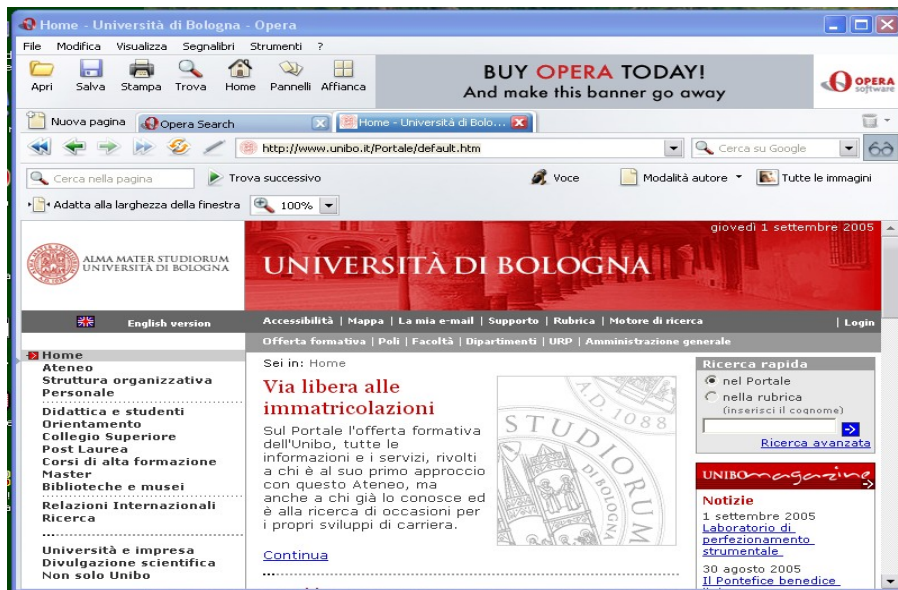 Home - Università di Bologna - Opera
File Modifica Visualizza Segnalibri Strumenti ?
Apri Salva Stampa Trova Home Pannelli Affianca
BUY OPERA TODAY!
And make this banner go away
OPERA
software
Nuova pagina Opera Search Home - Università di Bolo...
http://www.unibo.it/Portale/default.htm Cerca su Google
Cerca nella pagina Trova successivo Voce Modalità autore Tutte le immagini
Adatta alla larghezza della finestra 100%
giovedì 1 settembre 2005
ALMA MATER STUDIORUM
UNIVERSITÀ DI BOLOGNA
UNIVERSITÀ DI BOLOGNA
English version
Accessibilità | Mappa | La mia e-mail | Supporto | Rubrica | Motore di ricerca | Login
Offerta formativa | Poli | Facoltà | Dipartimenti | URP | Amministrazione generale
Home
Ateneo
Struttura organizzativa
Personale
Didattica e studenti
Orientamento
Collegio Superiore
Post Laurea
Corsi di alta formazione
Master
Biblioteche e musei
Relazioni Internazionali
Ricerca
Università e impresa
Divulgazione scientifica
Non solo Unibo
Sei in: Home
Via libera alle
immatricolazioni
Sul Portale l'offerta formativa
dell'Unibo, tutte le
informazioni e i servizi, rivolti
a chi è al suo primo approccio
con questo Ateneo, ma
anche a chi già lo conosce ed
è alla ricerca di occasioni per
i propri sviluppi di carriera.
Continua
A.D. 1088
STUDIORUM
DI BOLOGNA
Ricerca rapida
nel Portale
nella rubrica
(inserisci il cognome)
Ricerca avanzata
UNIBO magazine
Notizie
1 settembre 2005
Laboratorio di
perfezionamento
strumentale
30 agosto 2005
Il Pontefice benedice